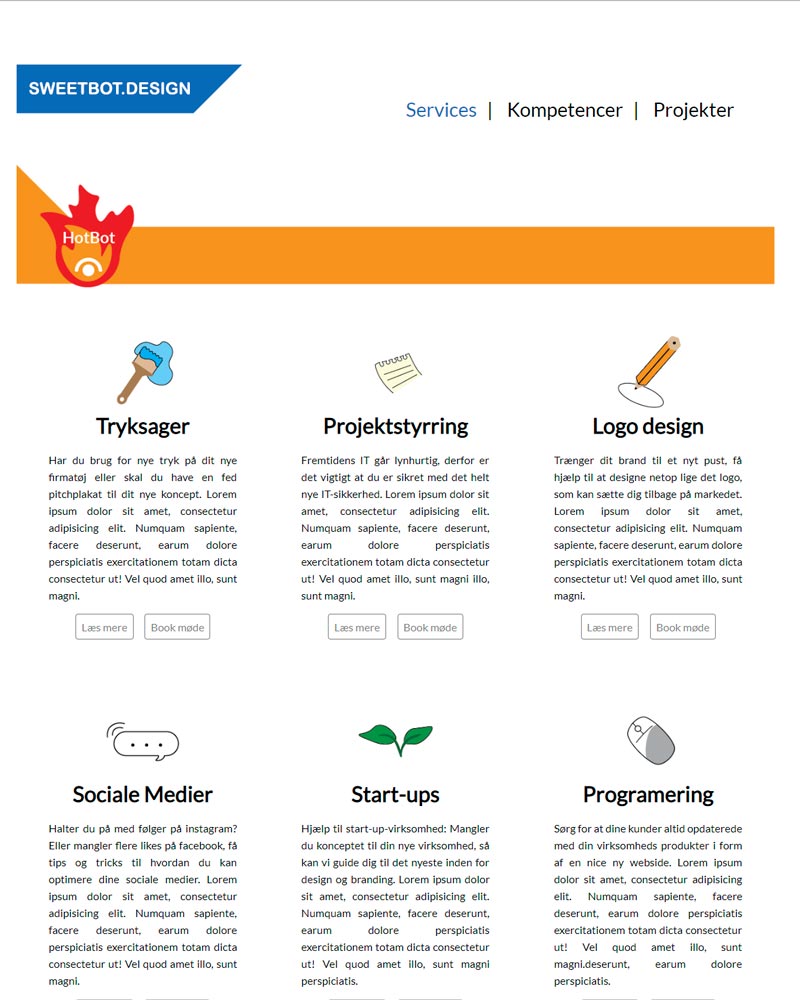 SWEETBOT.DESIGN
Services | Kompetencer | Projekter
HotBot
Tryksager
Har du brug for nye tryk på dit nye
firmatøj eller skal du have en fed
pitchplakat til dit nye koncept. Lorem
ipsum dolor sit amet, consectetur
adipisicing elit. Numquam sapiente,
facere deserunt, earum dolore
perspiciatis exercitationem totam dicta
consectetur ut! Vel quod amet illo, sunt
magni.
Læs mere Book møde
Projektstyrring
Fremtidens IT går lynhurtig, derfor er
det vigtigt at du er sikret med det helt
nye IT-sikkerhed. Lorem ipsum dolor sit
amet, consectetur adipisicing elit.
Numquam sapiente, facere deserunt,
earum dolore perspiciatis
exercitationem totam dicta consectetur
ut! Vel quod amet illo, sunt magni illo,
sunt magni.
Læs mere Book møde
Logo design
Trænger dit brand til et nyt pust, få
hjælp til at designe netop lige det logo,
som kan sætte dig tilbage på markedet.
Lorem ipsum dolor sit amet,
consectetur adipisicing elit. Numquam
sapiente, facere deserunt, earum dolore
perspiciatis exercitationem totam dicta
consectetur ut! Vel quod amet illo, sunt
magni.
Læs mere Book møde
Sociale Medier
Halter du på med følger på instagram?
Eller mangler flere likes på facebook, få
tips og tricks til hvordan du kan
optimere dine sociale medier. Lorem
ipsum dolor sit amet, consectetur
adipisicing elit. Numquam sapiente,
facere deserunt, earum dolore
perspiciatis exercitationem totam dicta
consectetur ut! Vel quod amet illo, sunt
magni.
Start-ups
Hjælp til start-up-virksomhed: Mangler
du konceptet til din nye virksomhed, så
kan vi guide dig til det nyeste inden for
design og branding. Lorem ipsum dolor
sit amet, consectetur adipisicing elit.
Numquam sapiente, facere deserunt,
earum dolore perspiciatis
exercitationem totam dicta consectetur
ut! Vel quod amet illo, sunt magni
perspiciatis.
Programering
Sørg for at dine kunder altid opdaterede
med din virksomheds produkter i form
af en nice ny webside. Lorem ipsum
dolor sit amet, consectetur adipisicing
elit. Numquam sapiente, facere
deserunt, earum dolore perspiciatis
exercitationem totam dicta consectetur
ut! Vel quod amet illo, sunt
magni.deserunt, earum dolore
perspiciatis.